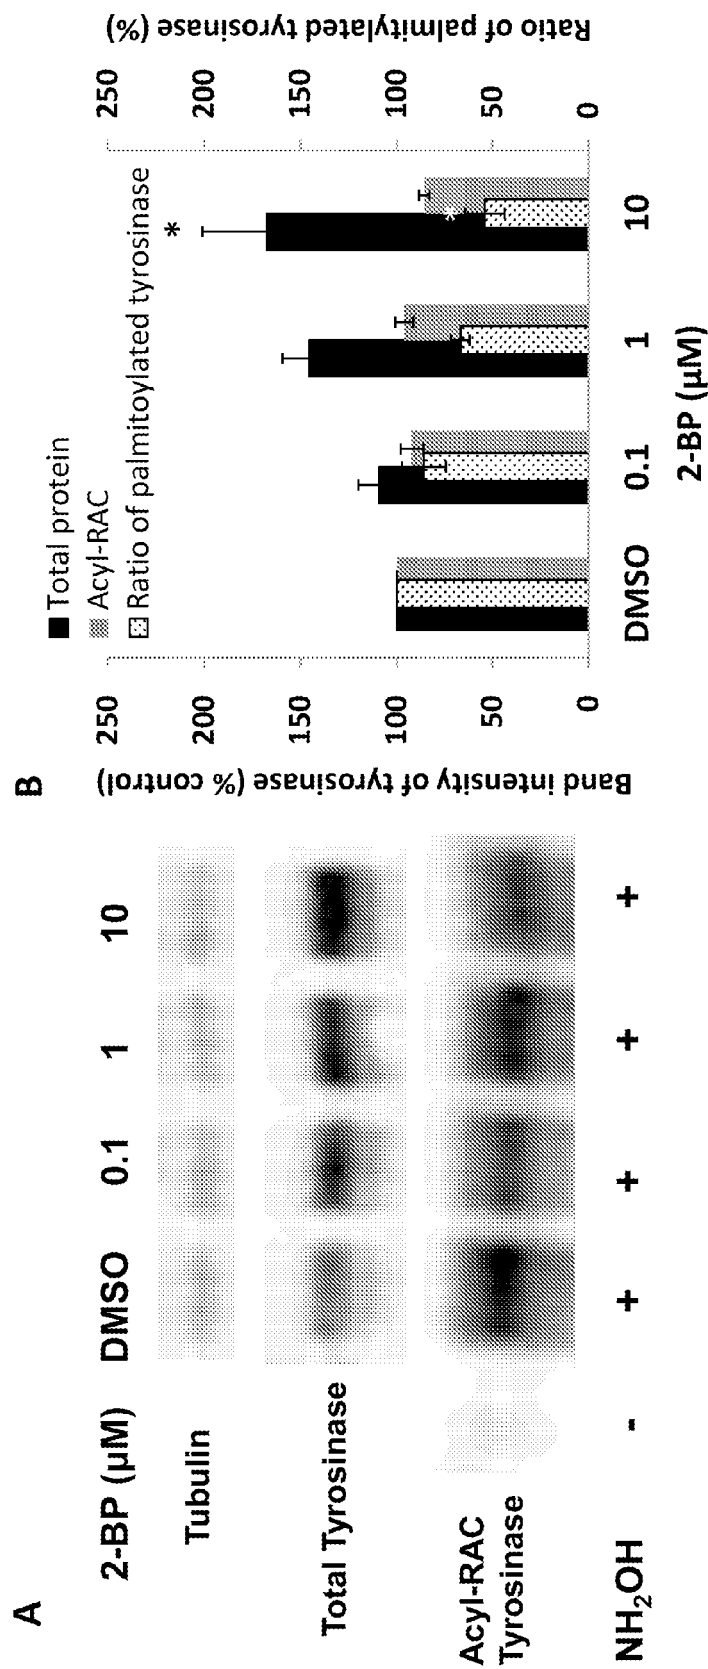 A
2-BP (µM) DMSO 0.1 1 10
Tubulin
Total Tyrosinase
Acyl-RAC
Tyrosinase
NH2OH - + + + +
B
Total protein
Acyl-RAC
Ratio of palmitoylated tyrosinase
Band intensity of tyrosinase (% control)
250
200
150
100
50
0
*
*
DMSO 0.1 1 10
2-BP (µM)
250
200
150
100
50
0
Ratio of palmitylated tyrosinase (%)